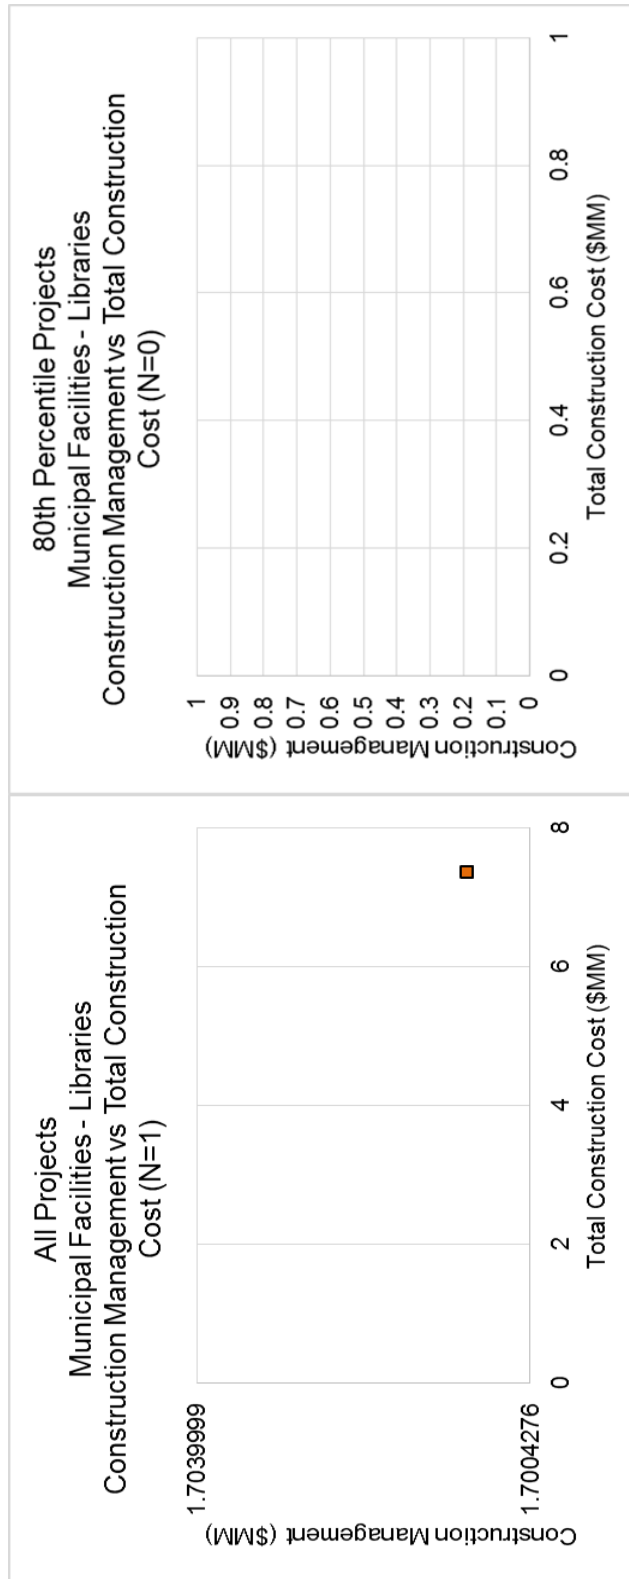 All Projects
Municipal Facilities - Libraries
Construction Management vs Total Construction
Cost (N=1)
Construction Management ($MM)
1.7039999
1.7004276
0
2
4
6
8
Total Construction Cost ($MM)
80th Percentile Projects
Municipal Facilities - Libraries
Construction Management vs Total Construction
Cost (N=0)
Construction Management ($MM)
1
0.9
0.8
0.7
0.6
0.5
0.4
0.3
0.2
0.1
0
0
0.2
0.4
0.6
0.8
1
Total Construction Cost ($MM)